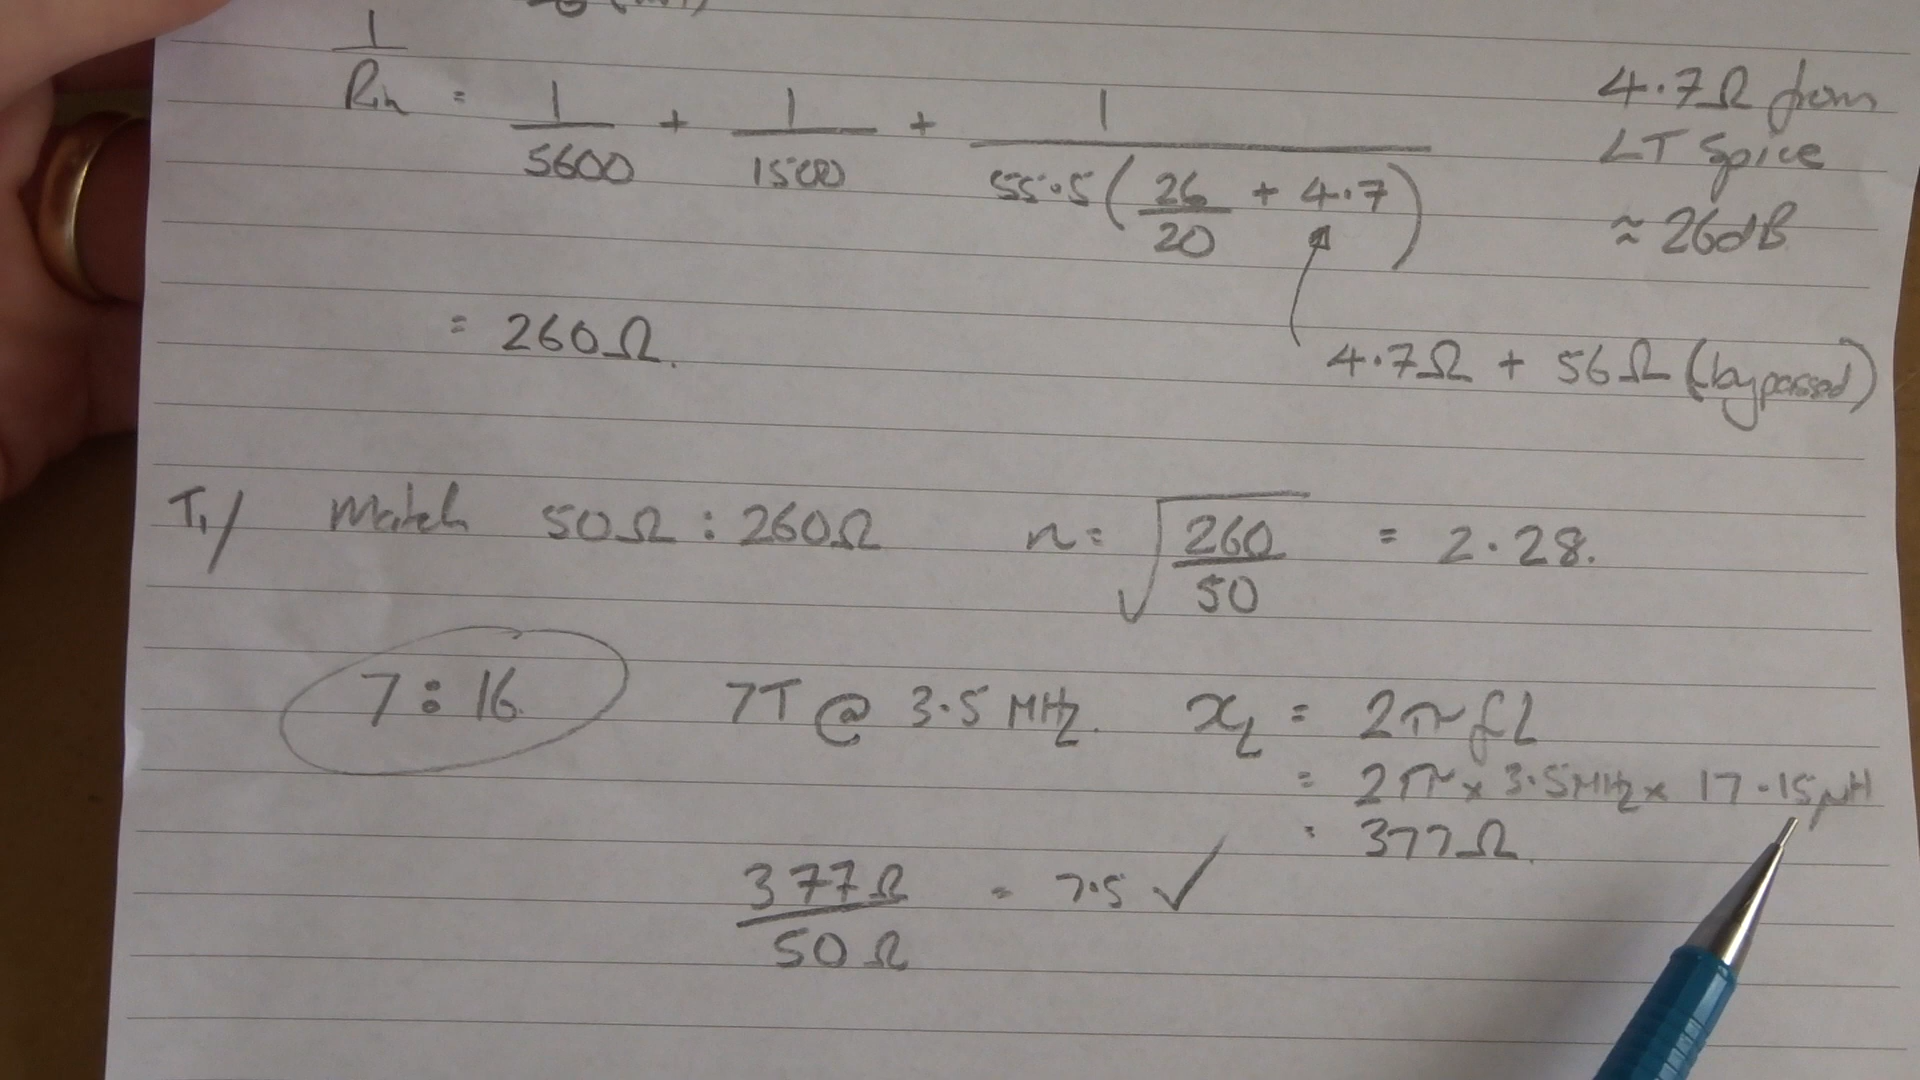 1/Rin = 1/5600 + 1/1500 + 1/(55.5(26/20 + 4.7))
4.7Ω from
LT Spice
≈ 26dB
= 260Ω.
4.7Ω + 56Ω (bypassed)
T1/ Match 50Ω : 260Ω n = √(260/50) = 2.28.
7:16 7T @ 3.5 MHz. XL = 2πfL
= 2π x 3.5MHz x 17.15μH
= 377Ω.
377Ω/50Ω = 7.5 ✓